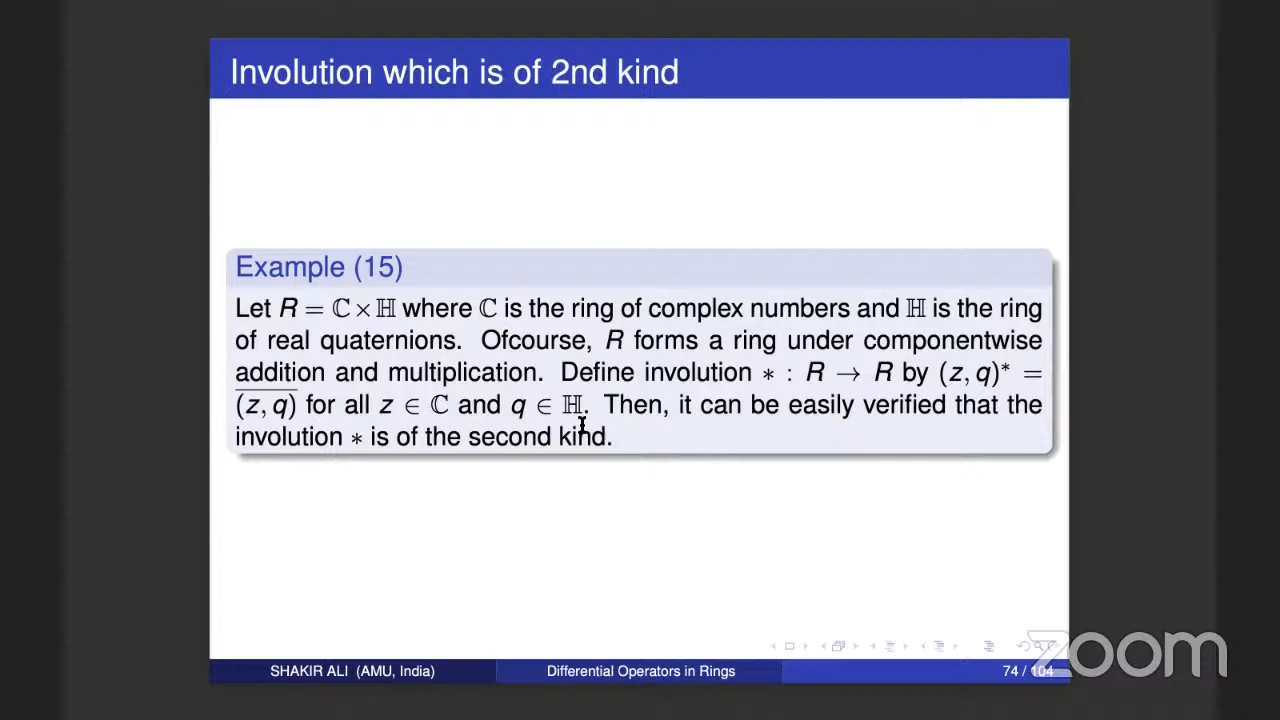 Involution which is of 2nd kind
Example (15)
Let R = ℂ × ℍ where ℂ is the ring of complex numbers and ℍ is the ring
of real quaternions. Ofcourse, R forms a ring under componentwise
addition and multiplication. Define involution ∗ : R → R by (z, q)* =
\overline{(z, q)} for all z ∈ ℂ and q ∈ ℍ. Then, it can be easily verified that the
involution ∗ is of the second kind.
SHAKIR ALI (AMU, India)
Differential Operators in Rings
74 / 104
zoom